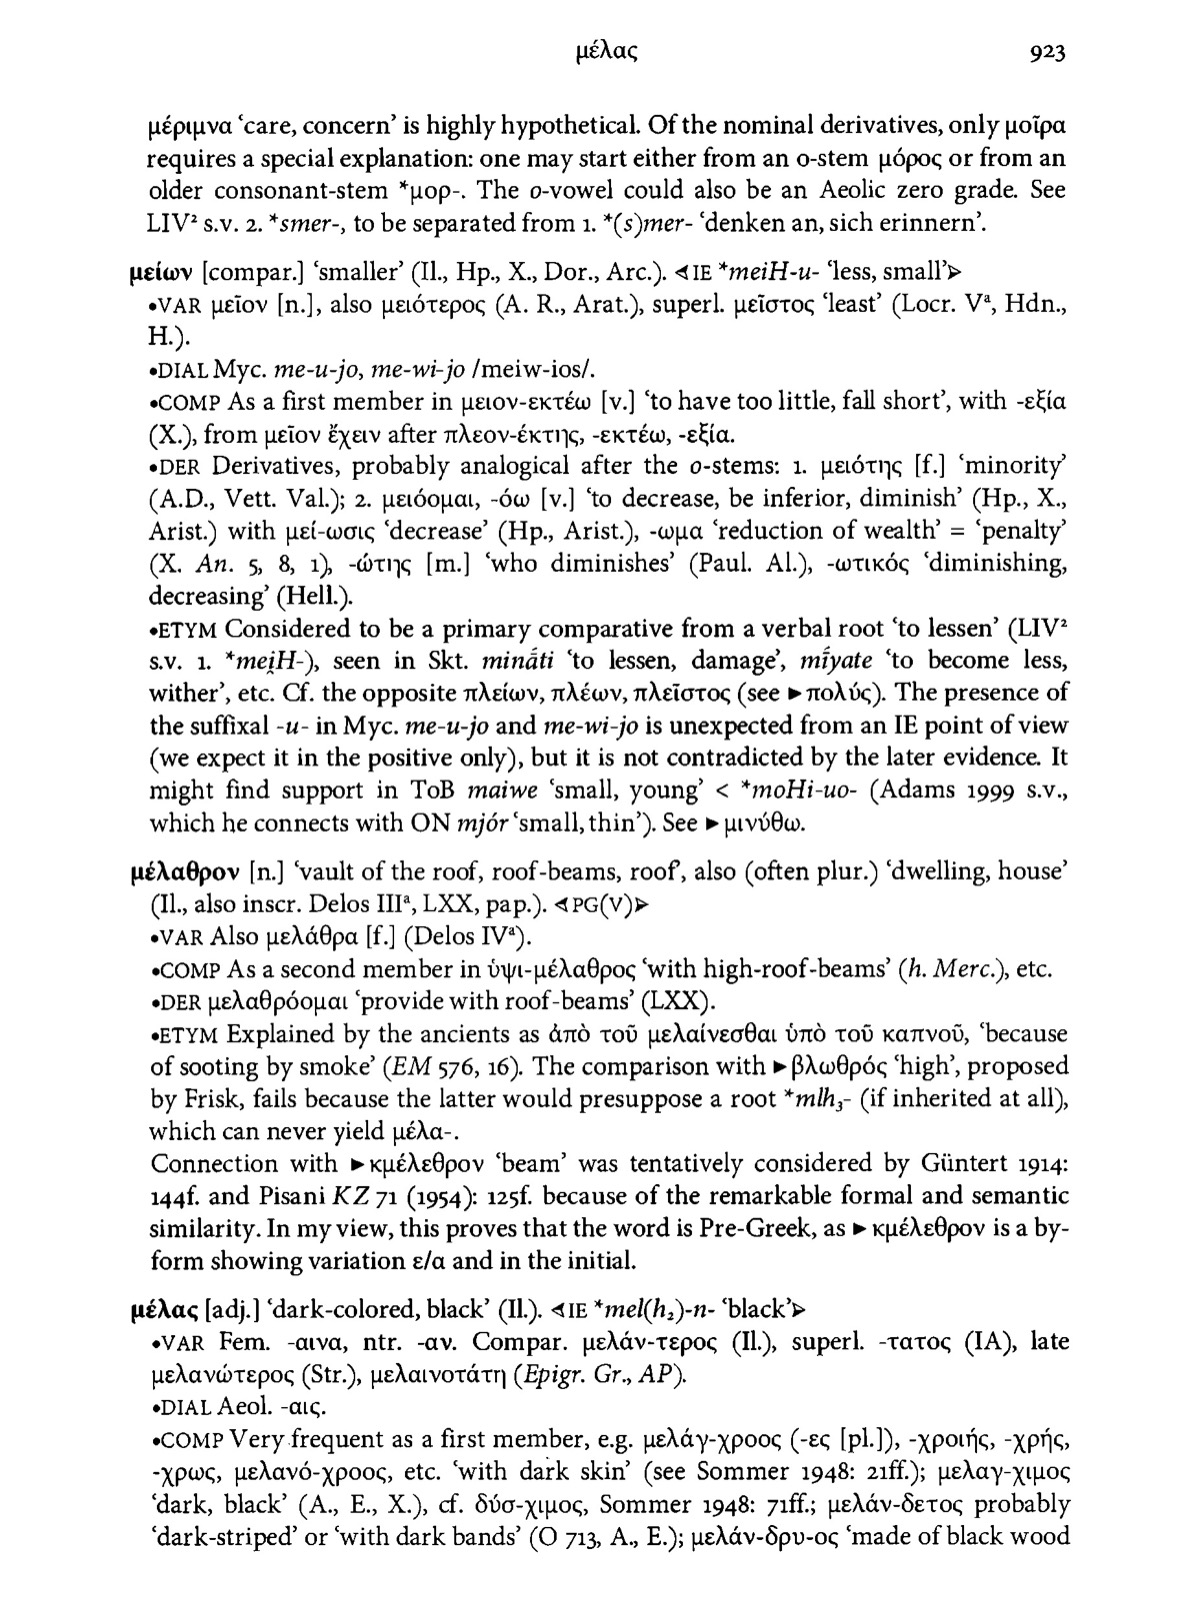 μέλας 923
μέριμνα ‘care, concern’ is highly hypothetical. Of the nominal derivatives, only μοῖρα
requires a special explanation: one may start either from an o-stem μόρος or from an
older consonant-stem *μορ-. The o-vowel could also be an Aeolic zero grade. See
LIV² s.v. 2. *smer-, to be separated from 1. *(s)mer- ‘denken an, sich erinnern’.
μείων [compar.] ‘smaller’ (Il., Hp., X., Dor., Arc.). ⊲IE *meiH-u- ‘less, small’⊳
•VAR μεῖον [n.], also μειότερος (A. R., Arat.), superl. μεῖστος ‘least’ (Locr. Vᵃ, Hdn.,
H.).
•DIAL Myc. me-u-jo, me-wi-jo /meiw-ios/.
•COMP As a first member in μειον-εκτέω [v.] ‘to have too little, fall short’, with -εξία
(X.), from μεῖον ἔχειν after πλεον-έκτης, -εκτέω, -εξία.
•DER Derivatives, probably analogical after the o-stems: 1. μειότης [f.] ‘minority’
(A.D., Vett. Val.); 2. μειόομαι, -όω [v.] ‘to decrease, be inferior, diminish’ (Hp., X.,
Arist.) with μεί-ωσις ‘decrease’ (Hp., Arist.), -ωμα ‘reduction of wealth’ = ‘penalty’
(X. An. 5, 8, 1), -ώτης [m.] ‘who diminishes’ (Paul. Al.), -ωτικός ‘diminishing,
decreasing’ (Hell.).
•ETYM Considered to be a primary comparative from a verbal root ‘to lessen’ (LIV²
s.v. 1. *mei̯H-), seen in Skt. minā́ti ‘to lessen, damage’, mī́yate ‘to become less,
wither’, etc. Cf. the opposite πλείων, πλέων, πλεῖστος (see ►πολύς). The presence of
the suffixal -u- in Myc. me-u-jo and me-wi-jo is unexpected from an IE point of view
(we expect it in the positive only), but it is not contradicted by the later evidence. It
might find support in ToB maiwe ‘small, young’ < *moHi-uo- (Adams 1999 s.v.,
which he connects with ON mjór ‘small, thin’). See ►μινύθω.
μέλαθρον [n.] ‘vault of the roof, roof-beams, roof’, also (often plur.) ‘dwelling, house’
(Il., also inscr. Delos IIIᵃ, LXX, pap.). ⊲PG(V)⊳
•VAR Also μελάθρα [f.] (Delos IVᵃ).
•COMP As a second member in ὑψι-μέλαθρος ‘with high-roof-beams’ (h. Merc.), etc.
•DER μελαθρόομαι ‘provide with roof-beams’ (LXX).
•ETYM Explained by the ancients as ἀπὸ τοῦ μελαίνεσθαι ὑπὸ τοῦ καπνοῦ, ‘because
of sooting by smoke’ (EM 576, 16). The comparison with ►βλωθρός ‘high’, proposed
by Frisk, fails because the latter would presuppose a root *mlh₃- (if inherited at all),
which can never yield μέλα-.
Connection with ►κμέλεθρον ‘beam’ was tentatively considered by Güntert 1914:
144f. and Pisani KZ 71 (1954): 125f. because of the remarkable formal and semantic
similarity. In my view, this proves that the word is Pre-Greek, as ►κμέλεθρον is a by-
form showing variation ε/α and in the initial.
μέλας [adj.] ‘dark-colored, black’ (Il.). ⊲IE *mel(h₂)-n- ‘black’⊳
•VAR Fem. -αινα, ntr. -αν. Compar. μελάν-τερος (Il.), superl. -τατος (IA), late
μελανώτερος (Str.), μελαινοτάτη (Epigr. Gr., AP).
•DIAL Aeol. -αις.
•COMP Very frequent as a first member, e.g. μελάγ-χροος (-ες [pl.]), -χροιής, -χρής,
-χρως, μελανό-χροος, etc. ‘with dark skin’ (see Sommer 1948: 21ff.); μελαγ-χιμος
‘dark, black’ (A., E., X.), cf. δύσ-χιμος, Sommer 1948: 71ff.; μελάν-δετος probably
‘dark-striped’ or ‘with dark bands’ (O 713, A., E.); μελάν-δρυ-ος ‘made of black wood